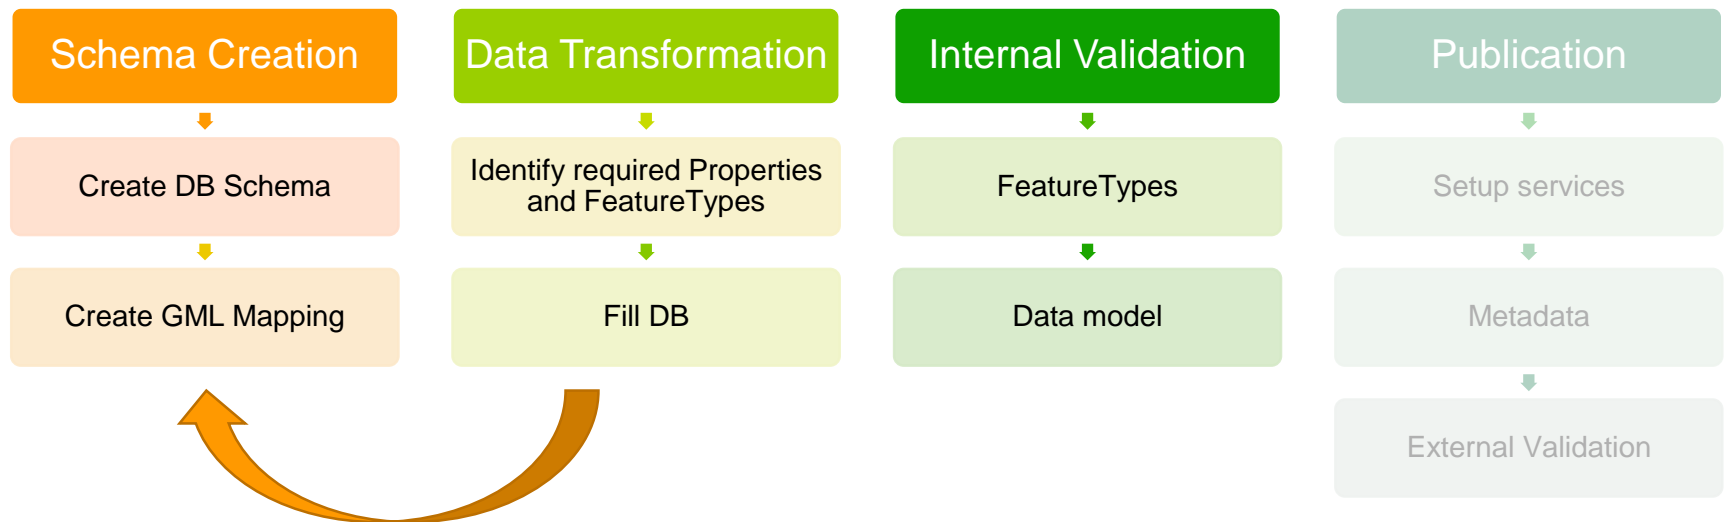 Schema Creation
Create DB Schema
Create GML Mapping
Data Transformation
Identify required Properties
and FeatureTypes
Fill DB
Internal Validation
FeatureTypes
Data model
Publication
Setup services
Metadata
External Validation